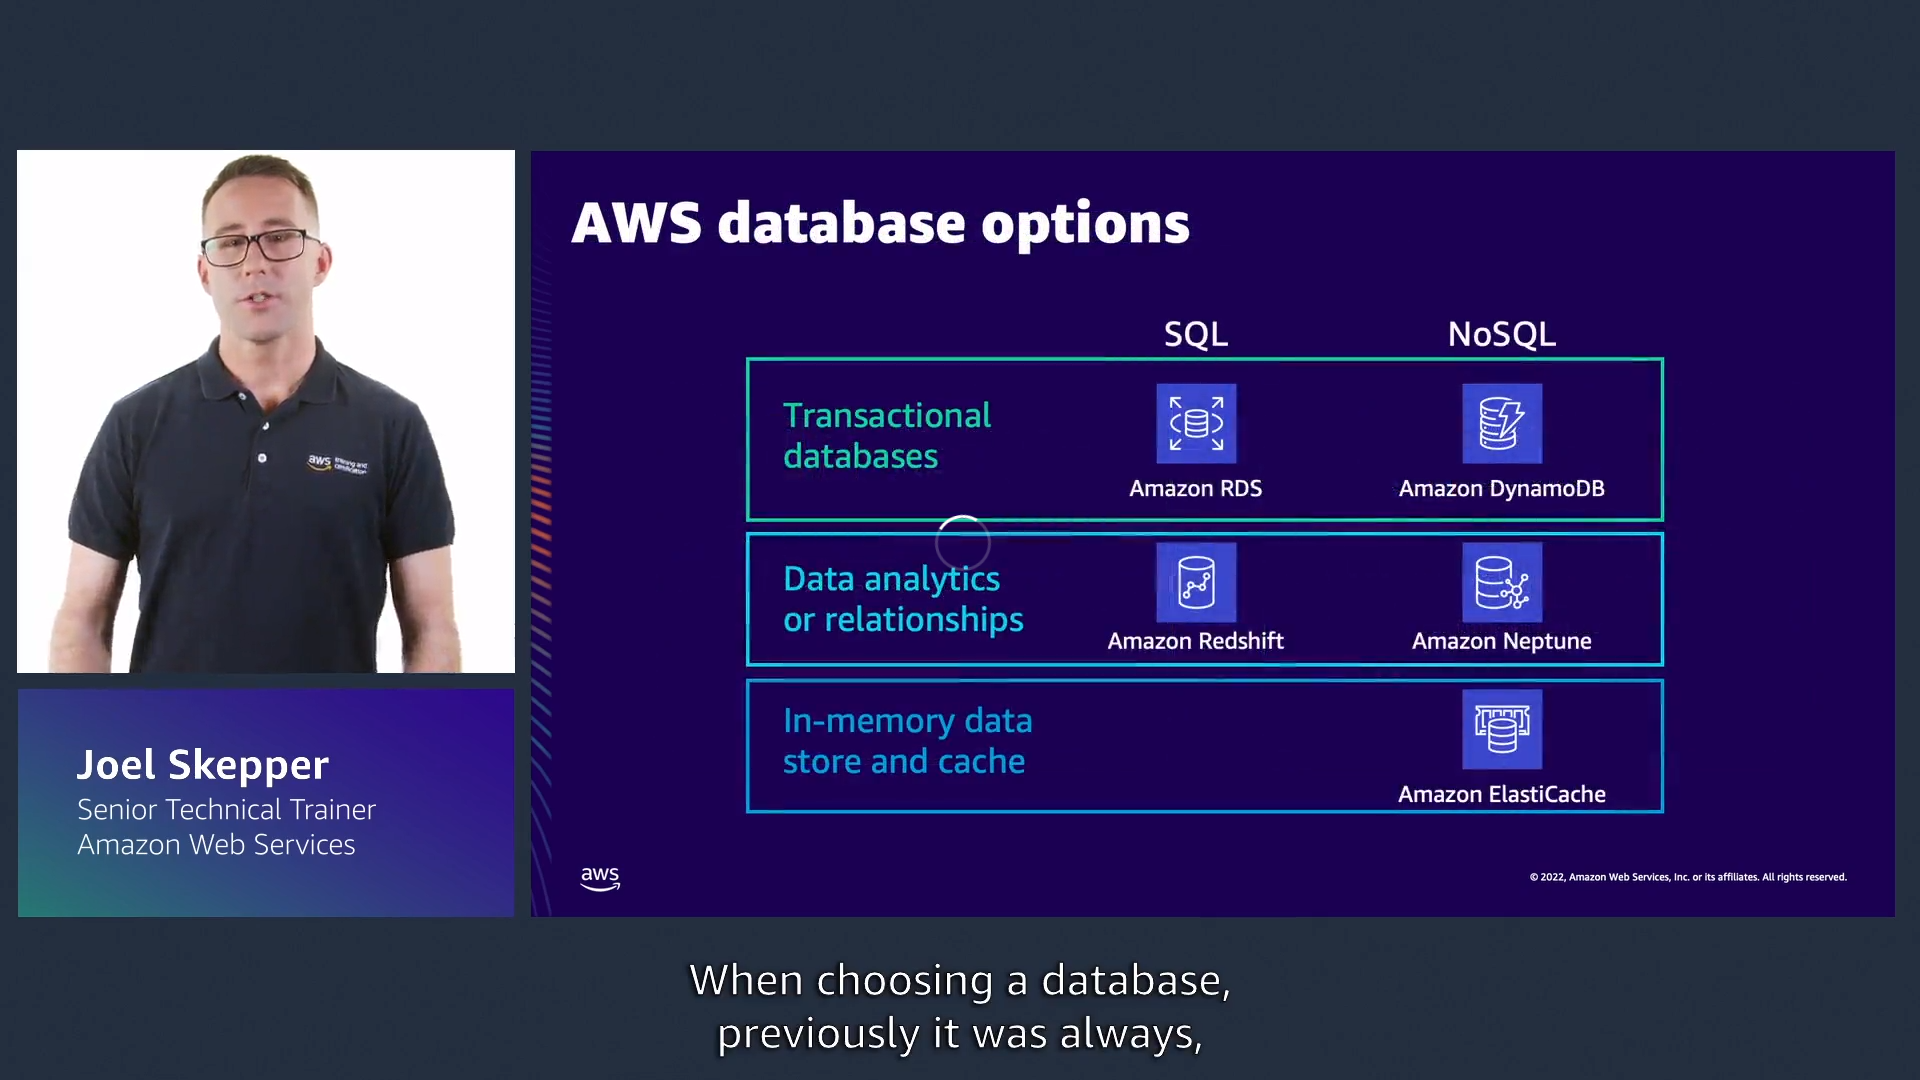 AWS database options
SQL
NoSQL
Transactional
databases
Amazon RDS
Amazon DynamoDB
Data analytics
or relationships
Amazon Redshift
Amazon Neptune
In-memory data
store and cache
Amazon ElastiCache
aws
© 2022, Amazon Web Services, Inc. or its affiliates. All rights reserved.
aws training and
certification
Joel Skepper
Senior Technical Trainer
Amazon Web Services
When choosing a database,
previously it was always,